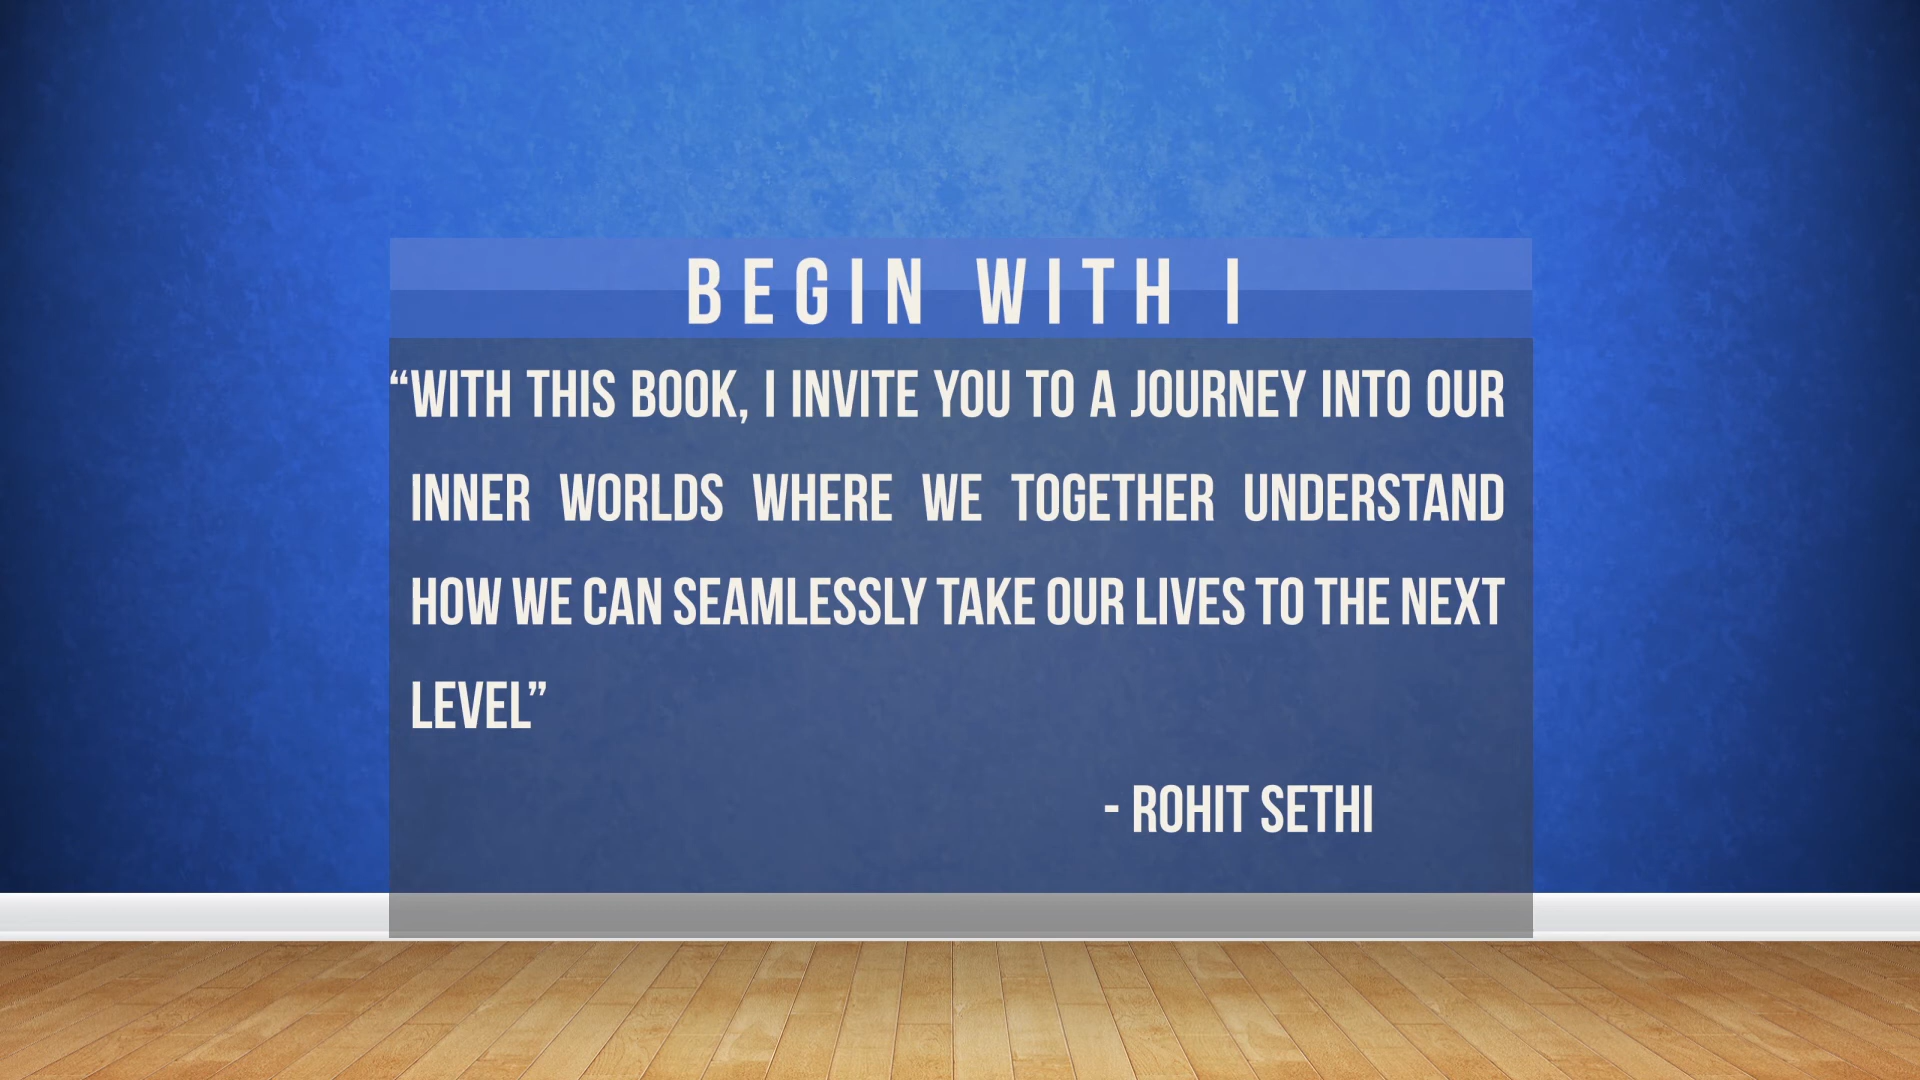 BEGIN WITH I
“WITH THIS BOOK, I INVITE YOU TO A JOURNEY INTO OUR
INNER WORLDS WHERE WE TOGETHER UNDERSTAND
HOW WE CAN SEAMLESSLY TAKE OUR LIVES TO THE NEXT
LEVEL”
- ROHIT SETHI